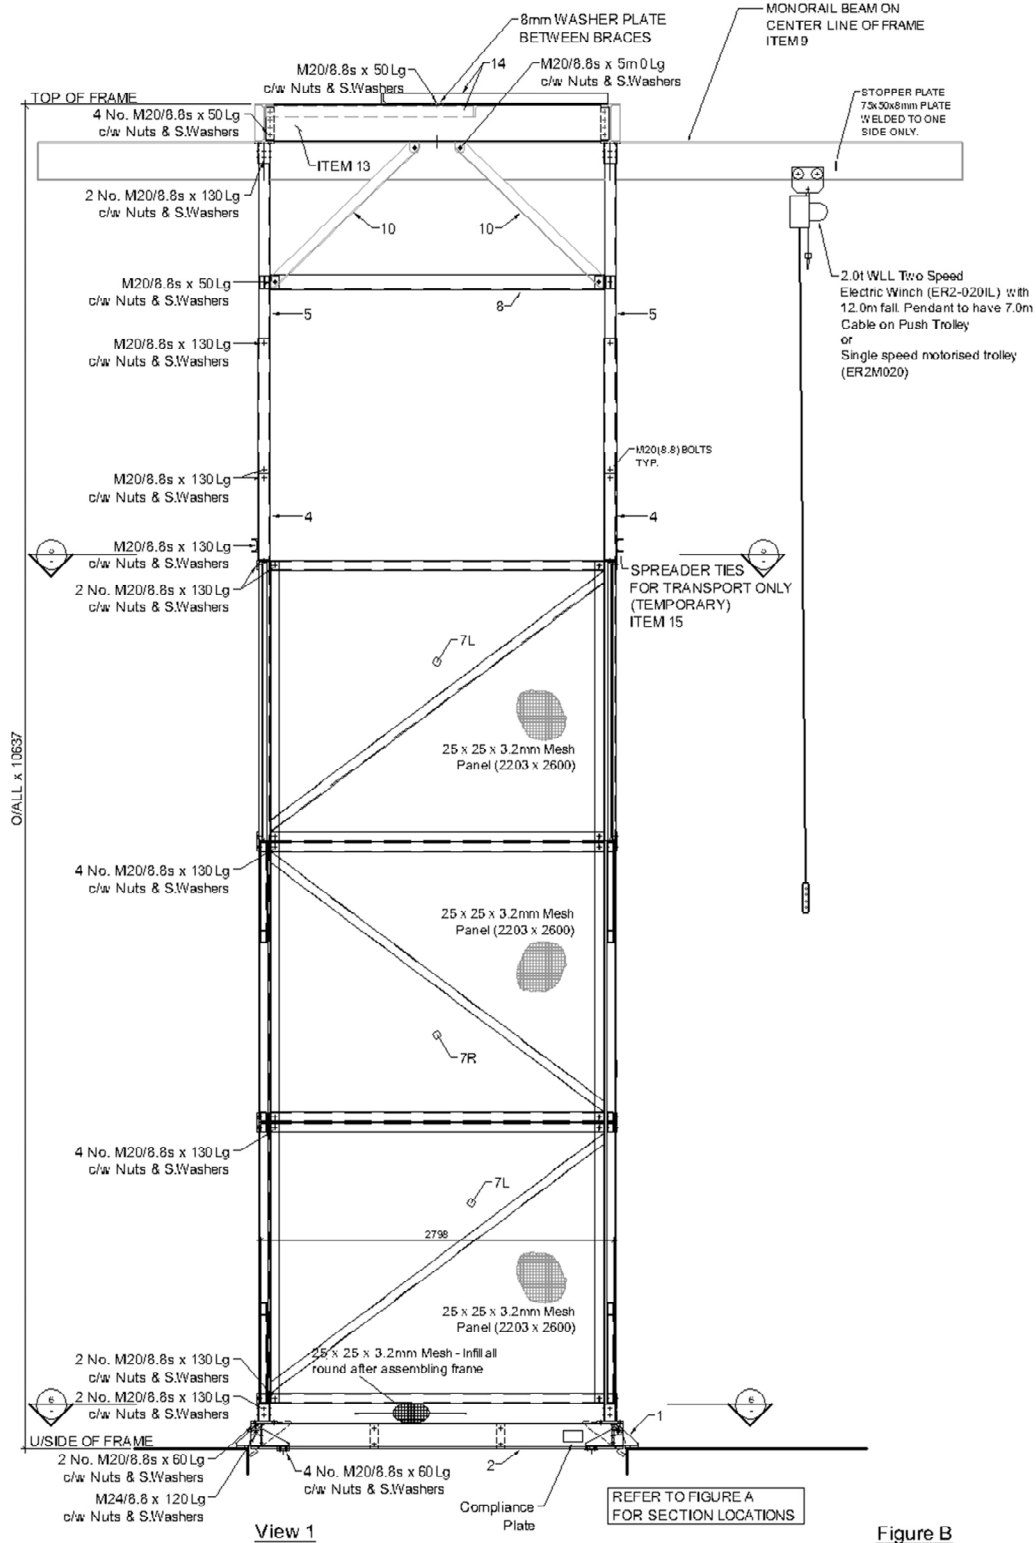 8mm WASHER PLATE
BETWEEN BRACES
MONORAIL BEAM ON
CENTER LINE OF FRAME
ITEM 9
M20/8.8s x 50 Lg
c/w Nuts & S.Washers
14
M20/8.8s x 5m0 Lg
c/w Nuts & S.Washers
TOP OF FRAME
4 No. M20/8.8s x 50 Lg
c/w Nuts & S.Washers
STOPPER PLATE
75x50x8mm PLATE
WELDED TO ONE
SIDE ONLY.
ITEM 13
2 No. M20/8.8s x 130 Lg
c/w Nuts & S.Washers
10
10
M20/8.8s x 50 Lg
c/w Nuts & S.Washers
8
2.0t WLL Two Speed
Electric Winch (ER2-020IL) with
12.0m fall. Pendant to have 7.0m
Cable on Push Trolley
or
Single speed motorised trolley
(ER2M020)
5
5
M20/8.8s x 130 Lg
c/w Nuts & S.Washers
M20(8.8) BOLTS
TYP.
M20/8.8s x 130 Lg
c/w Nuts & S.Washers
4
4
M20/8.8s x 130 Lg
c/w Nuts & S.Washers
2 No. M20/8.8s x 130 Lg
c/w Nuts & S.Washers
SPREADER TIES
FOR TRANSPORT ONLY
(TEMPORARY)
ITEM 15
7L
25 x 25 x 3.2mm Mesh
Panel (2203 x 2600)
O/ALL x 10637
4 No. M20/8.8s x 130 Lg
c/w Nuts & S.Washers
25 x 25 x 3.2mm Mesh
Panel (2203 x 2600)
7R
4 No. M20/8.8s x 130 Lg
c/w Nuts & S.Washers
7L
2798
25 x 25 x 3.2mm Mesh
Panel (2203 x 2600)
25 x 25 x 3.2mm Mesh - Infill all
round after assembling frame
2 No. M20/8.8s x 130 Lg
c/w Nuts & S.Washers
2 No. M20/8.8s x 130 Lg
c/w Nuts & S.Washers
6
-
6
-
1
U/SIDE OF FRAME
2 No. M20/8.8s x 60 Lg
c/w Nuts & S.Washers
4 No. M20/8.8s x 60 Lg
c/w Nuts & S.Washers
2
M24/8.8 x 120 Lg
c/w Nuts & S.Washers
Compliance
Plate
REFER TO FIGURE A
FOR SECTION LOCATIONS
View 1
Figure B